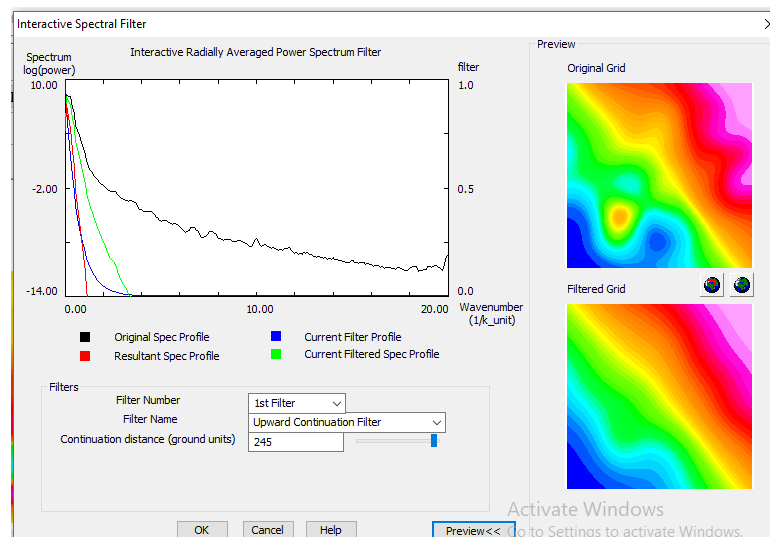 Interactive Spectral Filter
Interactive Radially Averaged Power Spectrum Filter
Spectrum
log(power)
filter
10.00
1.0
-2.00
0.5
-14.00
0.0
0.00
10.00
20.00
Wavenumber
(1/k_unit)
Original Spec Profile
Current Filter Profile
Resultant Spec Profile
Current Filtered Spec Profile
Filters
Filter Number
1st Filter
Filter Name
Upward Continuation Filter
Continuation distance (ground units)
245
OK
Cancel
Help
Preview<<
Preview
Original Grid
Filtered Grid
Activate Windows
Go to Settings to activate Windows.